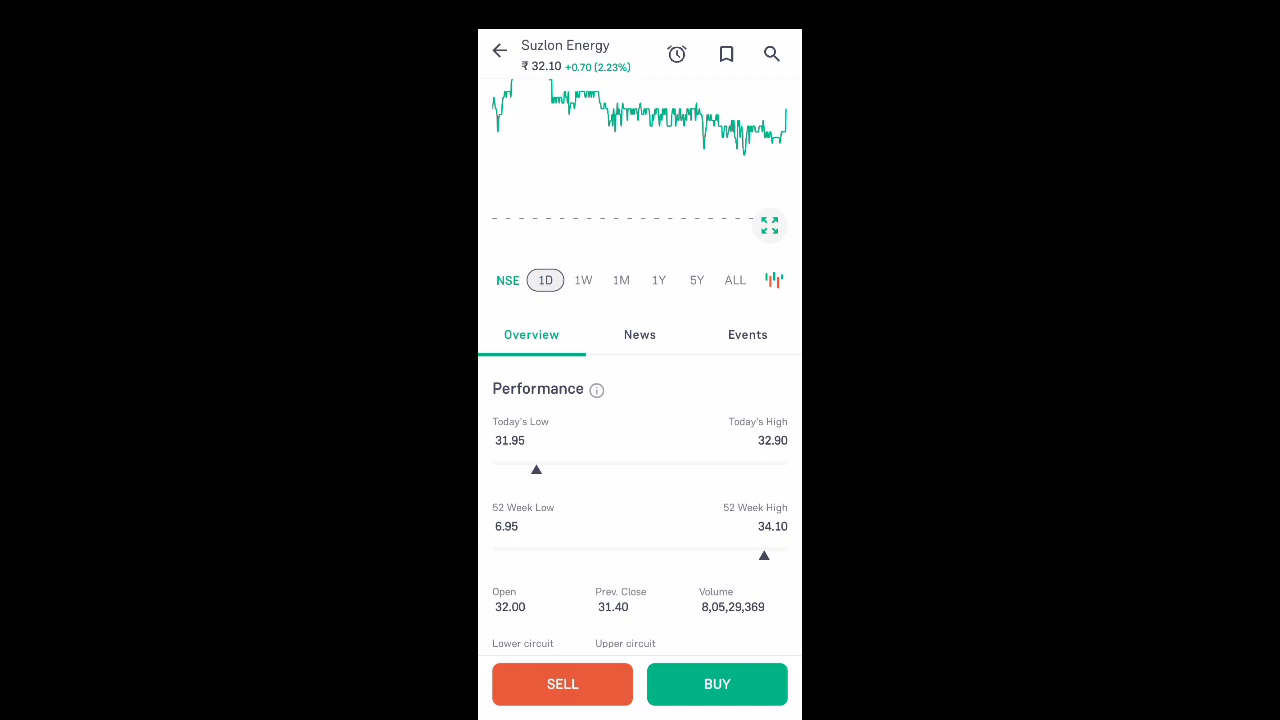 Suzlon Energy
₹ 32.10 +0.70 (2.23%)
NSE 1D 1W 1M 1Y 5Y ALL
Overview News Events
Performance
Today's Low Today's High
31.95 32.90
52 Week Low 52 Week High
6.95 34.10
Open Prev. Close Volume
32.00 31.40 8,05,29,369
Lower circuit Upper circuit
SELL BUY